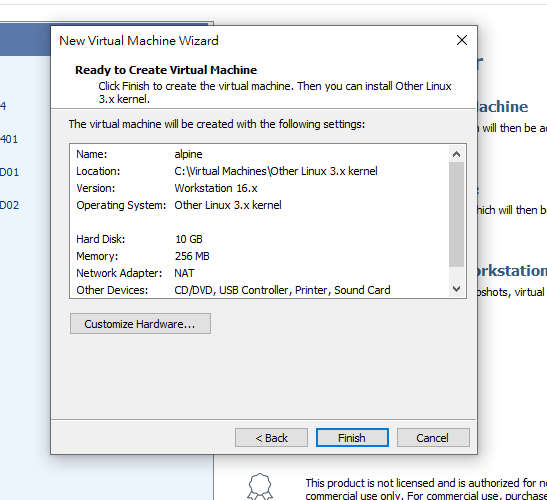 New Virtual Machine Wizard
Ready to Create Virtual Machine
Click Finish to create the virtual machine. Then you can install Other Linux
3.x kernel.
The virtual machine will be created with the following settings:
Name: alpine
Location: C:\Virtual Machines\Other Linux 3.x kernel
Version: Workstation 16.x
Operating System: Other Linux 3.x kernel
Hard Disk: 10 GB
Memory: 256 MB
Network Adapter: NAT
Other Devices: CD/DVD, USB Controller, Printer, Sound Card
Customize Hardware...
< Back
Finish
Cancel
4
401
D01
D02
r
achine
h will then be ad
e
hich will then b
orkstation
pshots, virtual
This product is not licensed and is authorized for no
commercial use only. For commercial use, purchase